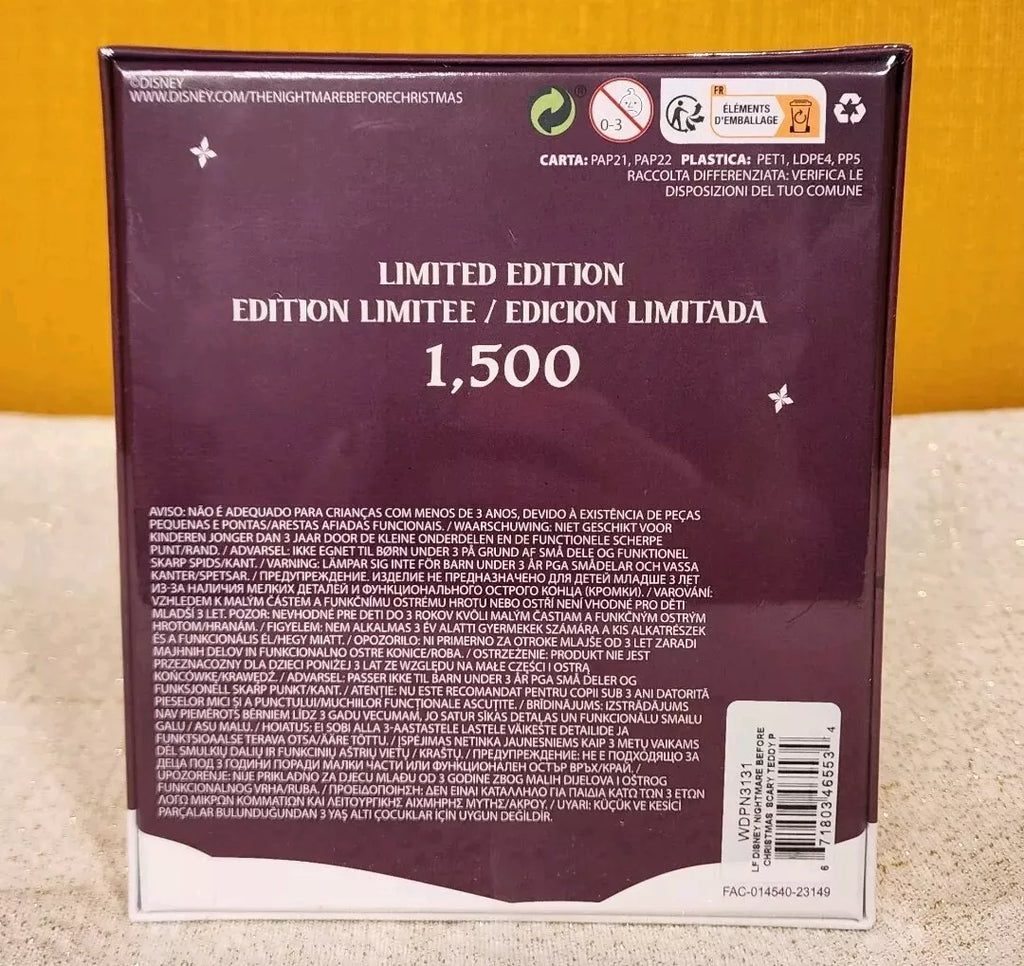 ©DISNEY
WWW.DISNEY.COM/THENIGHTMAREBEFORECHRISTMAS
®
0-3
FR
ÉLÉMENTS
D'EMBALLAGE
CARTA: PAP21, PAP22 PLASTICA: PET1, LDPE4, PP5
RACCOLTA DIFFERENZIATA: VERIFICA LE
DISPOSIZIONI DEL TUO COMUNE
LIMITED EDITION
EDITION LIMITEE / EDICION LIMITADA
1,500
AVISO: NÃO É ADEQUADO PARA CRIANÇAS COM MENOS DE 3 ANOS, DEVIDO À EXISTÊNCIA DE PEÇAS
PEQUENAS E PONTAS/ARESTAS AFIADAS FUNCIONAIS. / WAARSCHUWING: NIET GESCHIKT VOOR
KINDEREN JONGER DAN 3 JAAR DOOR DE KLEINE ONDERDELEN EN DE FUNCTIONELE SCHERPE
PUNT/RAND. / ADVARSEL: IKKE EGNET TIL BØRN UNDER 3 PÅ GRUND AF SMÅ DELE OG FUNKTIONEL
SKARP SPIDS/KANT. / VARNING: LÄMPAR SIG INTE FÖR BARN UNDER 3 ÅR PGA SMÅDELAR OCH VASSA
KANTER/SPETSAR. / ПРЕДУПРЕЖДЕНИЕ. ИЗДЕЛИЕ НЕ ПРЕДНАЗНАЧЕНО ДЛЯ ДЕТЕЙ МЛАДШЕ 3 ЛЕТ
ИЗ-ЗА НАЛИЧИЯ МЕЛКИХ ДЕТАЛЕЙ И ФУНКЦИОНАЛЬНОГО ОСТРОГО КОНЦА (КРОМКИ). / VAROVÁNÍ:
VZHLEDEM K MALÝM ČÁSTEM A FUNKČNÍMU OSTRÉMU HROTU NEBO OSTŘÍ NENÍ VHODNÉ PRO DĚTI
MLADŠÍ 3 LET. POZOR: NEVHODNÉ PRE DETI DO 3 ROKOV KVÔLI MALÝM ČASTIAM A FUNKČNÝM OSTRÝM
HROTOM/HRANÁM. / FIGYELEM: NEM ALKALMAS 3 ÉV ALATTI GYERMEKEK SZÁMÁRA A KIS ALKATRÉSZEK
ÉS A FUNKCIONÁLIS ÉL/HEGY MIATT. / OPOZORILO: NI PRIMERNO ZA OTROKE MLAJŠE OD 3 LET ZARADI
MAJHNIH DELOV IN FUNKCIONALNO OSTRE KONICE/ROBA. / OSTRZEŻENIE: PRODUKT NIE JEST
PRZEZNACZONY DLA DZIECI PONIŻEJ 3 LAT ZE WZGLĘDU NA MAŁE CZĘŚCI I OSTRĄ
KOŃCÓWKĘ/KRAWĘDŹ. / ADVARSEL: PASSER IKKE TIL BARN UNDER 3 ÅR PGA SMÅ DELER OG
FUNKSJONELL SKARP PUNKT/KANT. / ATENȚIE: NU ESTE RECOMANDAT PENTRU COPII SUB 3 ANI DATORITĂ
PIESELOR MICI ȘI A PUNCTULUI/MUCHIILOR FUNCȚIONALE ASCUȚITE. / BRĪDINĀJUMS: IZSTRĀDĀJUMS
NAV PIEMĒROTS BĒRNIEM LĪDZ 3 GADU VECUMAM, JO SATUR SĪKAS DETAĻAS UN FUNKCIONĀLU SMAILU
GALU / ASU MALU. / HOIATUS: EI SOBI ALLA 3-AASTASTELE LASTELE VÄIKESTE DETAILIDE JA
FUNKTSIOAALSE TERAVA OTSA/ÄÄRE TÕTTU. / ĮSPĖJIMAS NETINKA JAUNESNIEMS KAIP 3 METŲ VAIKAMS
DĖL SMULKIŲ DALIŲ IR FUNKCINIŲ AŠTRIŲ VIETŲ / KRAŠTŲ. / ПРЕДУПРЕЖДЕНИЕ: НЕ Е ПОДХОДЯЩО ЗА
ДЕЦА ПОД 3 ГОДИНИ ПОРАДИ МАЛКИ ЧАСТИ ИЛИ ФУНКЦИОНАЛЕН ОСТЪР ВРЪХ/КРАЙ. /
UPOZORENJE: NIJE PRIKLADNO ZA DJECU MLAĐU OD 3 GODINE ZBOG MALIH DIJELOVA I OŠTROG
FUNKCIONALNOG VRHA/RUBA. / ΠΡΟΕΙΔΟΠΟΙΗΣΗ: ΔΕΝ ΕΙΝΑΙ ΚΑΤΑΛΛΗΛΟ ΓΙΑ ΠΑΙΔΙΑ ΚΑΤΩ ΤΩΝ 3 ΕΤΩΝ
ΛΟΓΩ ΜΙΚΡΩΝ ΚΟΜΜΑΤΙΩΝ ΚΑΙ ΛΕΙΤΟΥΡΓΙΚΗΣ ΑΙΧΜΗΡΗΣ ΜΥΤΗΣ/ΑΚΡΟΥ. / UYARI: KÜÇÜK VE KESİCİ
PARÇALAR BULUNDUĞUNDAN 3 YAŞ ALTI ÇOCUKLAR İÇİN UYGUN DEĞİLDİR.
WDPN3131
LF DISNEY NIGHTMARE BEFORE
CHRISTMAS SCARY TEDDY P
6 71803 46553 4
FAC-014540-23149